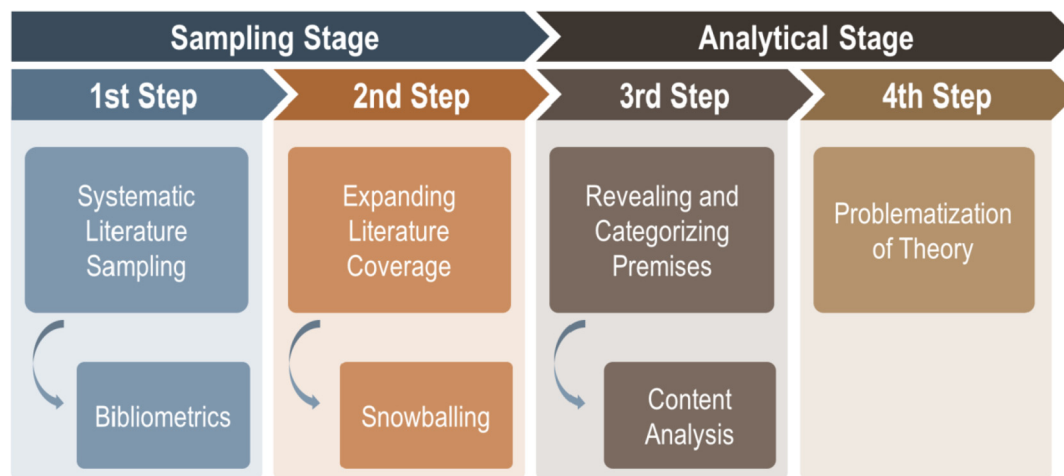 Sampling Stage
Analytical Stage
1st Step
2nd Step
3rd Step
4th Step
Systematic
Literature
Sampling
Bibliometrics
Expanding
Literature
Coverage
Snowballing
Revealing and
Categorizing
Premises
Content
Analysis
Problematization
of Theory